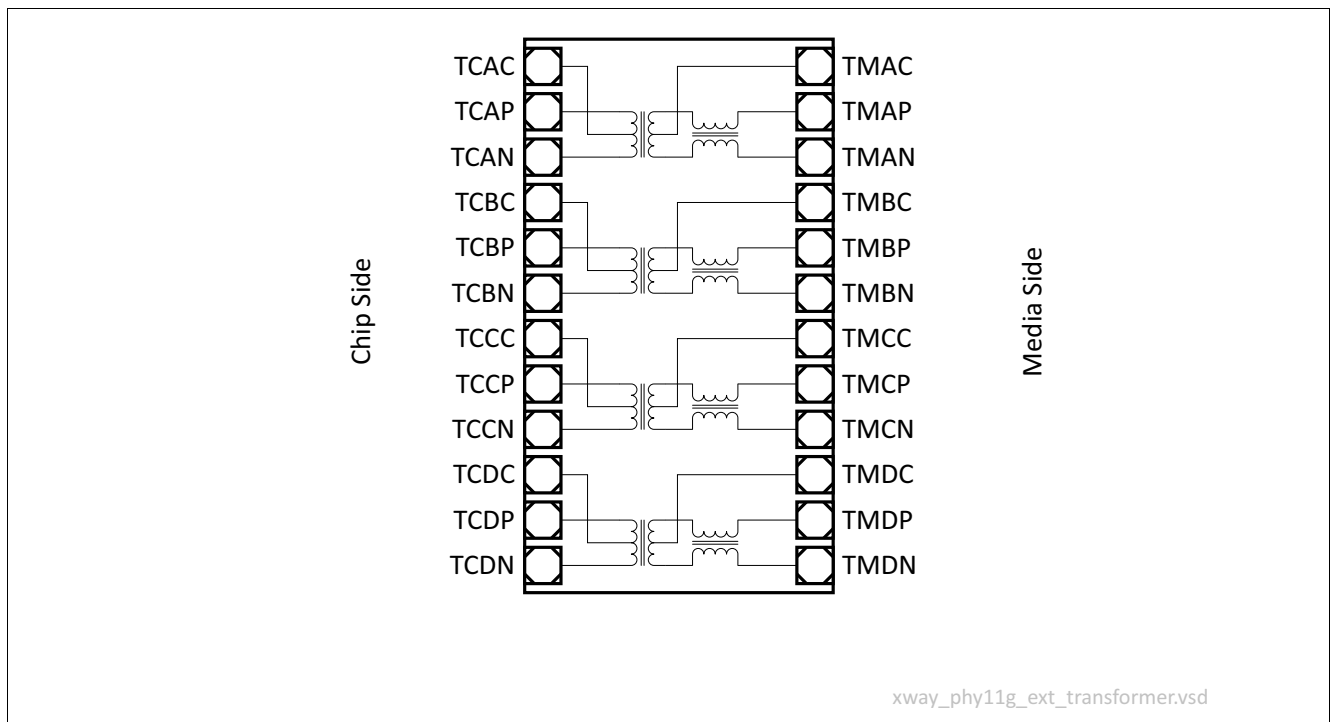 TCAC
TMAC
TCAP
TMAP
TCAN
TMAN
TCBC
TMBC
TCBP
TMBP
TCBN
TMBN
Chip Side
Media Side
TCCC
TMCC
TCCP
TMCP
TCCN
TMCN
TCDC
TMDC
TCDP
TMDP
TCDN
TMDN
xway_phy11g_ext_transformer.vsd